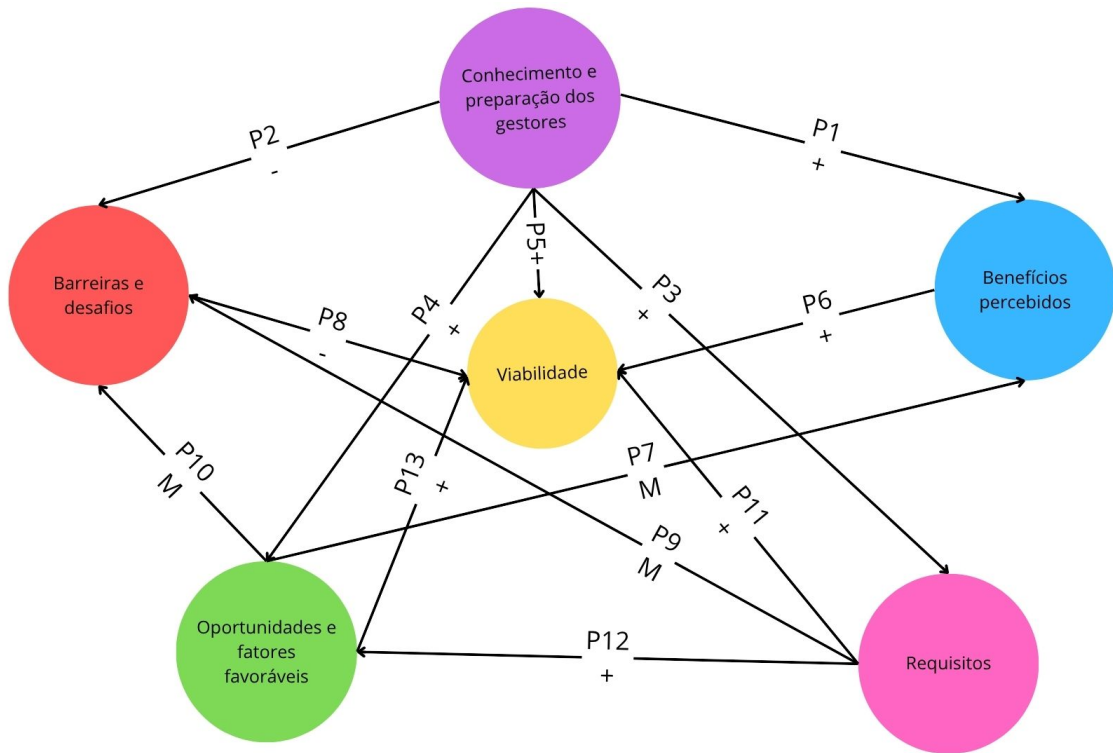 Conhecimento e
preparação dos
gestores
P2
-
P1
+
Barreiras e
desafios
P5+
P4
+
P3
+
Benefícios
percebidos
P8
-
P6
+
Viabilidade
P10
M
P13
+
P7
M
P11
+
P9
M
Oportunidades e
fatores
favoráveis
P12
+
Requisitos